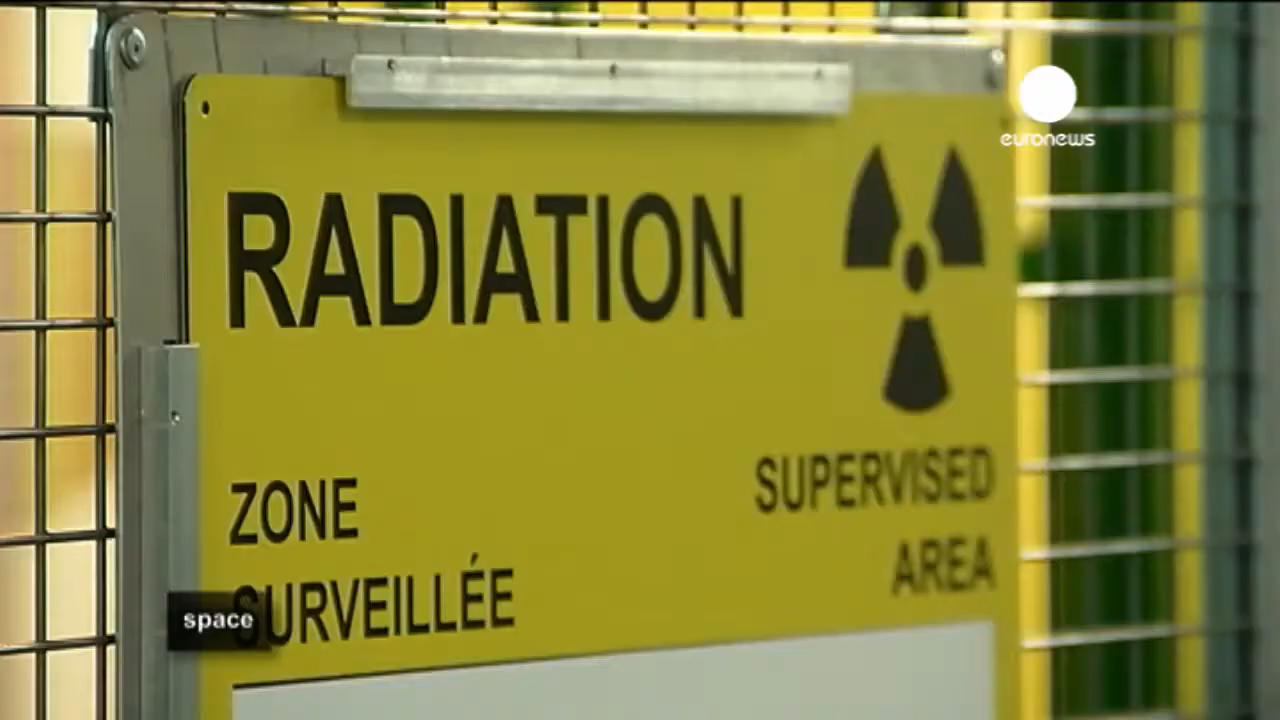 euronews
RADIATION
ZONE
SURVEILLÉE
SUPERVISED
AREA
space